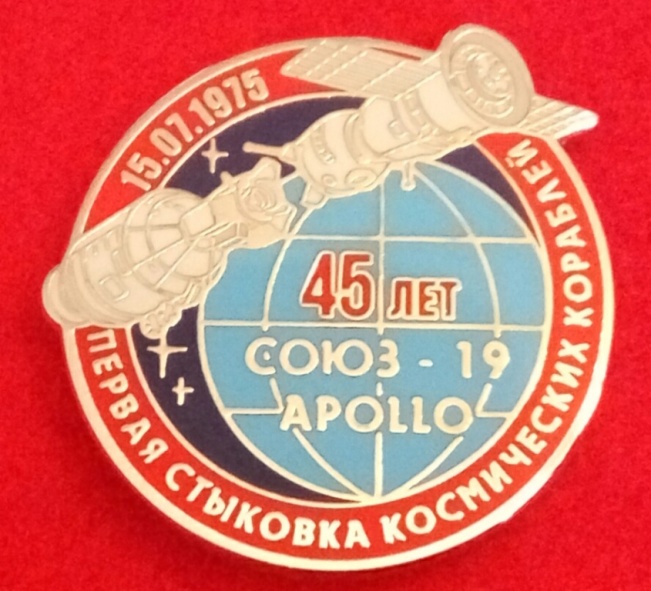 15.07.1975
45 ЛЕТ
СОЮЗ - 19
APOLLO
ПЕРВАЯ СТЫКОВКА КОСМИЧЕСКИХ КОРАБЛЕЙ